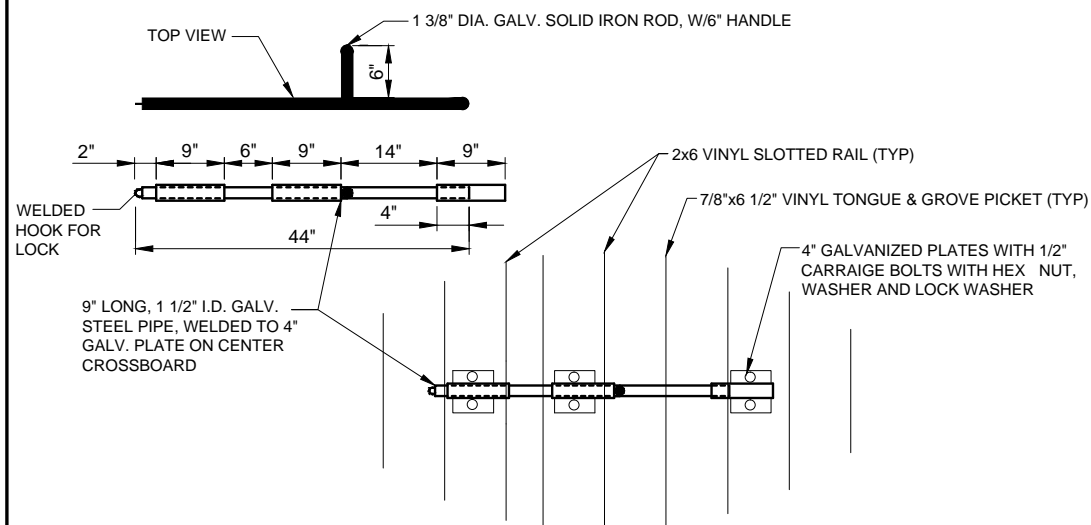 1 3/8" DIA. GALV. SOLID IRON ROD, W/6" HANDLE
TOP VIEW
6"
2" 9" 6" 9" 14" 9"
2x6 VINYL SLOTTED RAIL (TYP)
7/8"x6 1/2" VINYL TONGUE & GROVE PICKET (TYP)
WELDED
HOOK FOR
LOCK
4"
44"
4" GALVANIZED PLATES WITH 1/2"
CARRAIGE BOLTS WITH HEX NUT,
WASHER AND LOCK WASHER
9" LONG, 1 1/2" I.D. GALV.
STEEL PIPE, WELDED TO 4"
GALV. PLATE ON CENTER
CROSSBOARD